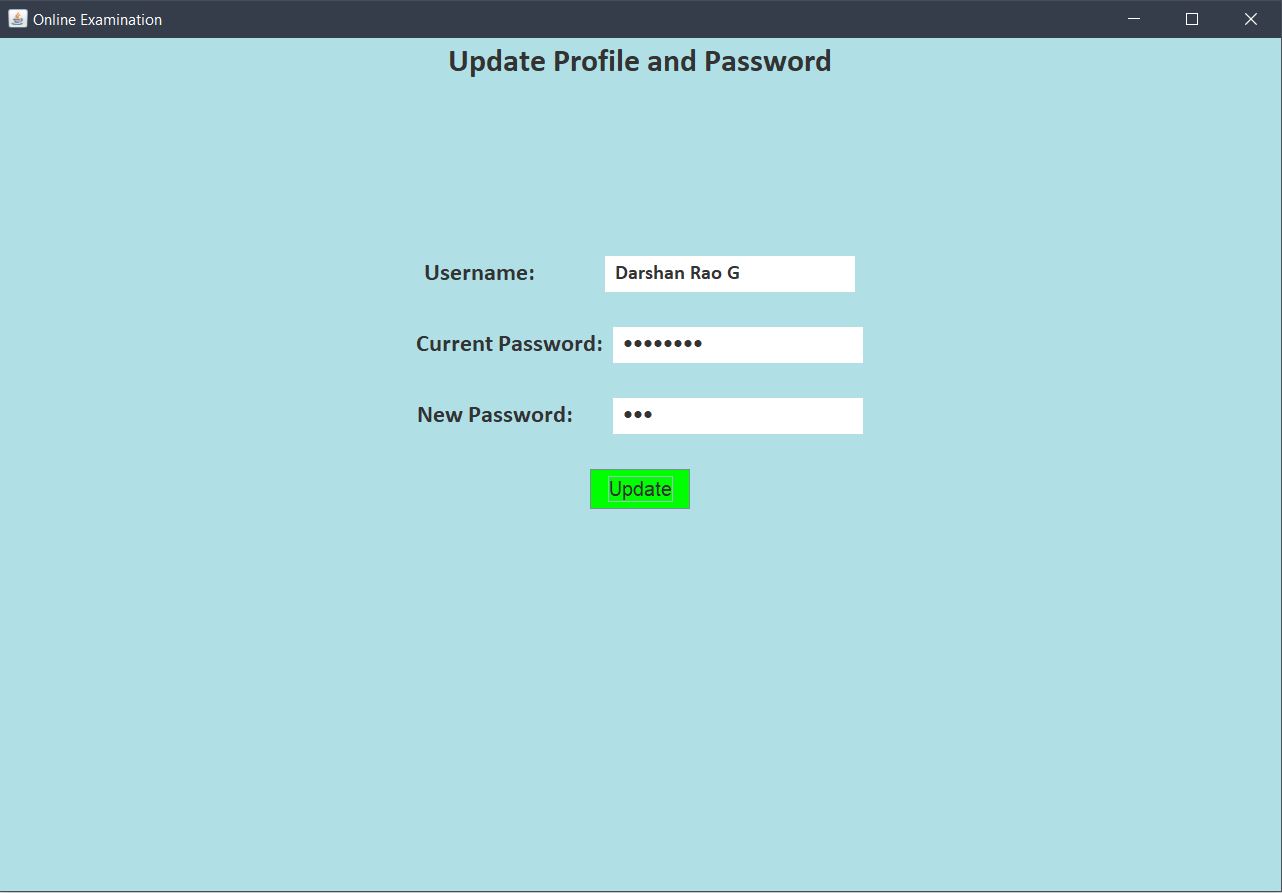 Online Examination
Update Profile and Password
Username: Darshan Rao G
Current Password: ••••••••
New Password: •••
Update